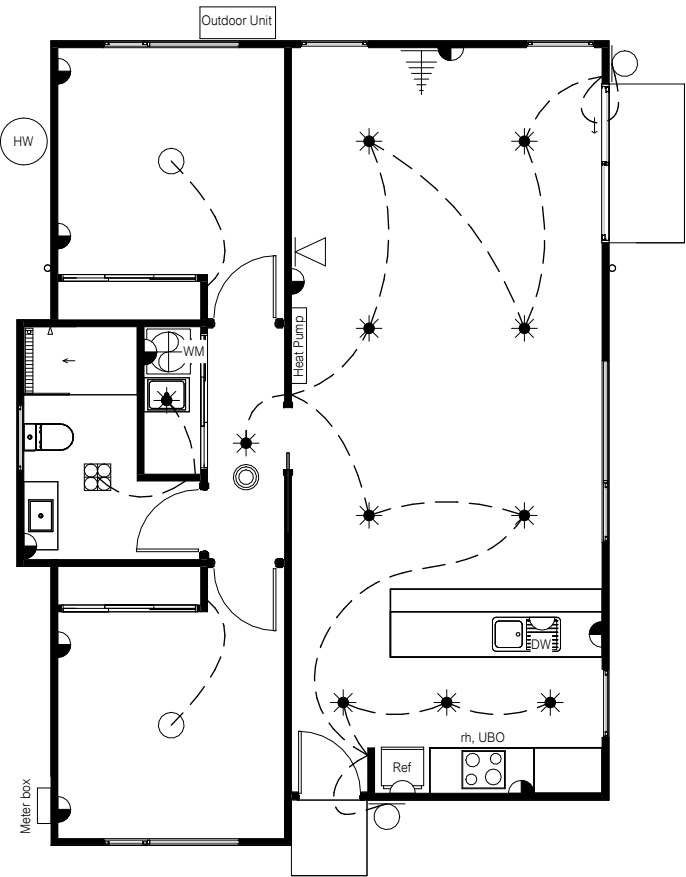 Outdoor Unit
HW
Heat Pump
WM
DW
rh, UBO
Ref
Meter box